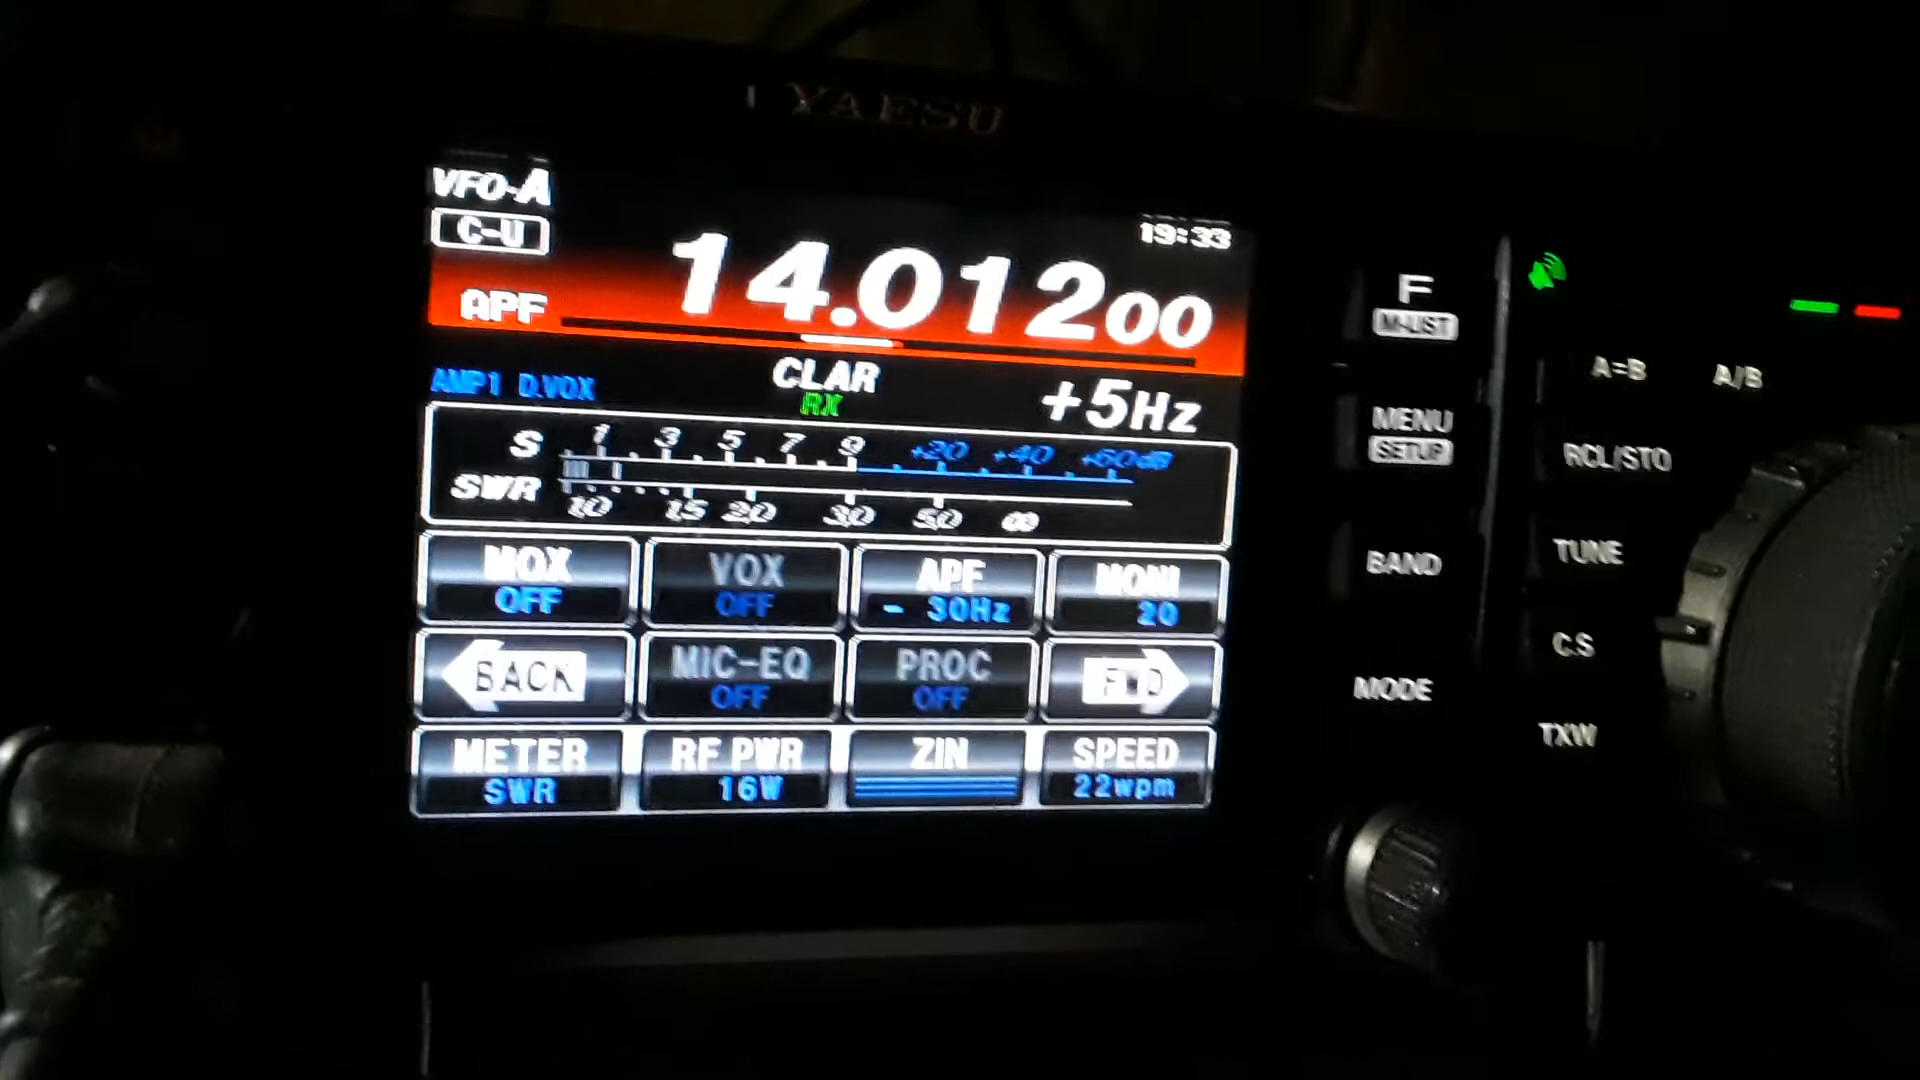 YAESU
VFO-A
C-U
19:33
14.01200
APF
CLAR
RX
+5Hz
AMP1 D.VOX
S 1 3 5 7 9 +20 +40 +60dB
SWR
1.0 1.5 2.0 3.0 5.0 ∞
MOX VOX APF MONI
OFF OFF - 30Hz 20
BACK MIC-EQ PROC FWD
OFF OFF
METER RF PWR ZIN SPEED
SWR 16W 22wpm
F
M-LIST
MENU
SETUP
BAND
MODE
A=B A/B
RCL/STO
TUNE
C.S
TXW